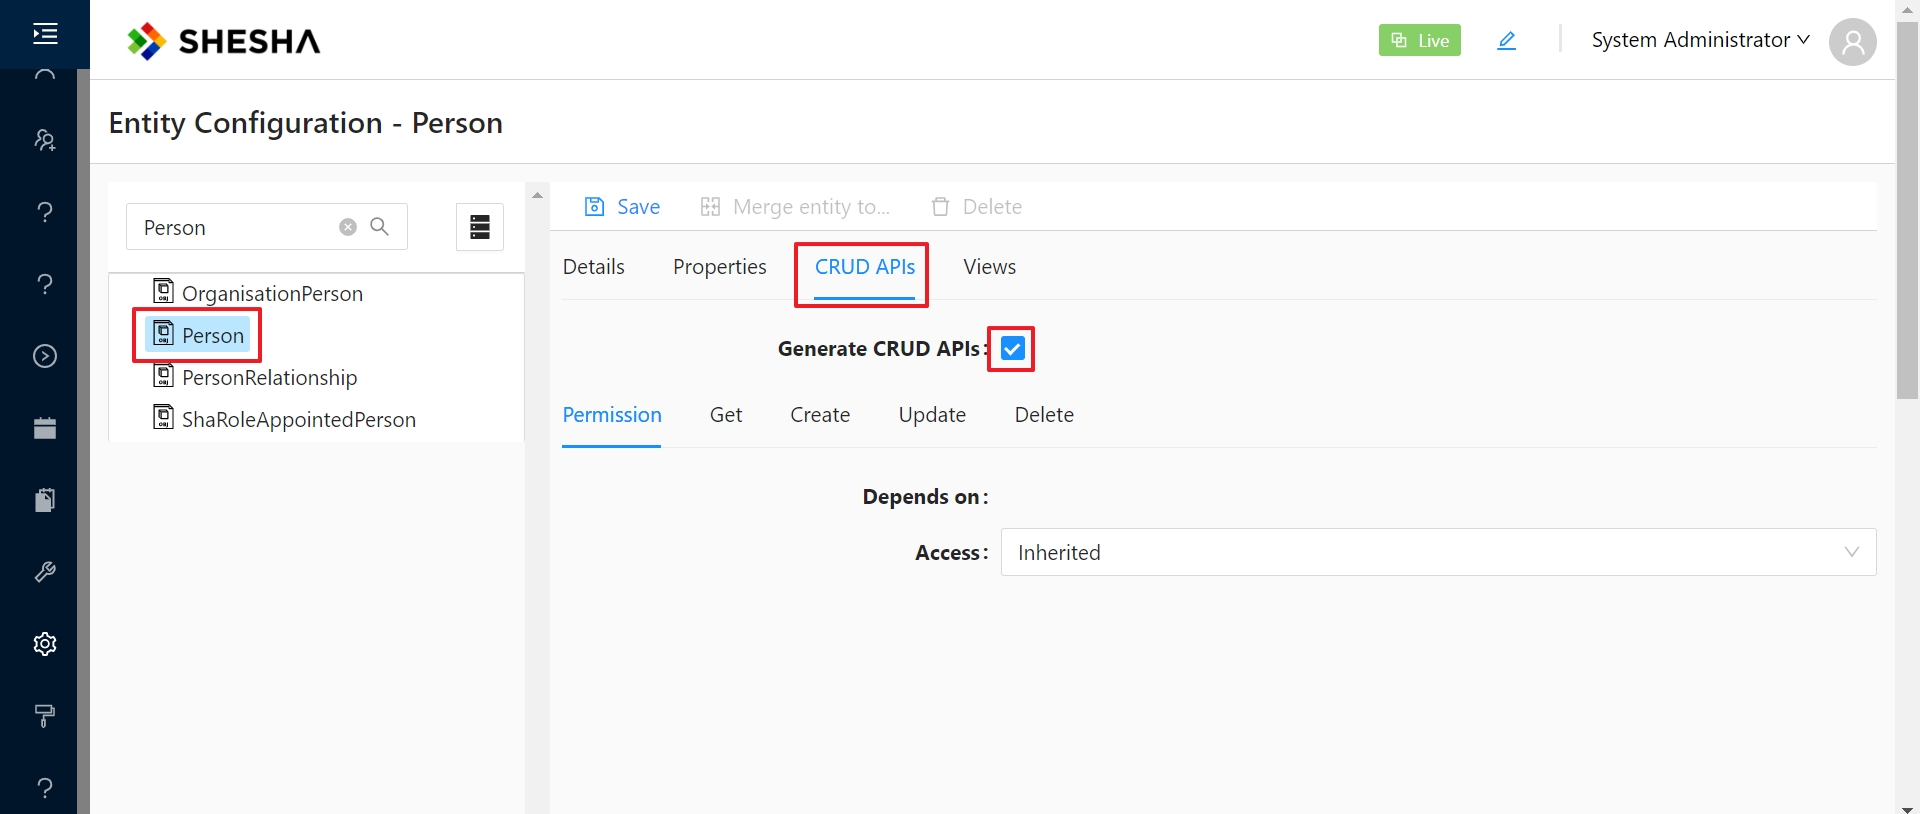 SHESHA
Live
System Administrator
Entity Configuration - Person
Person
OrganisationPerson
Person
PersonRelationship
ShaRoleAppointedPerson
Save
Merge entity to...
Delete
Details
Properties
CRUD APIs
Views
Generate CRUD APIs:
Permission
Get
Create
Update
Delete
Depends on:
Access:
Inherited